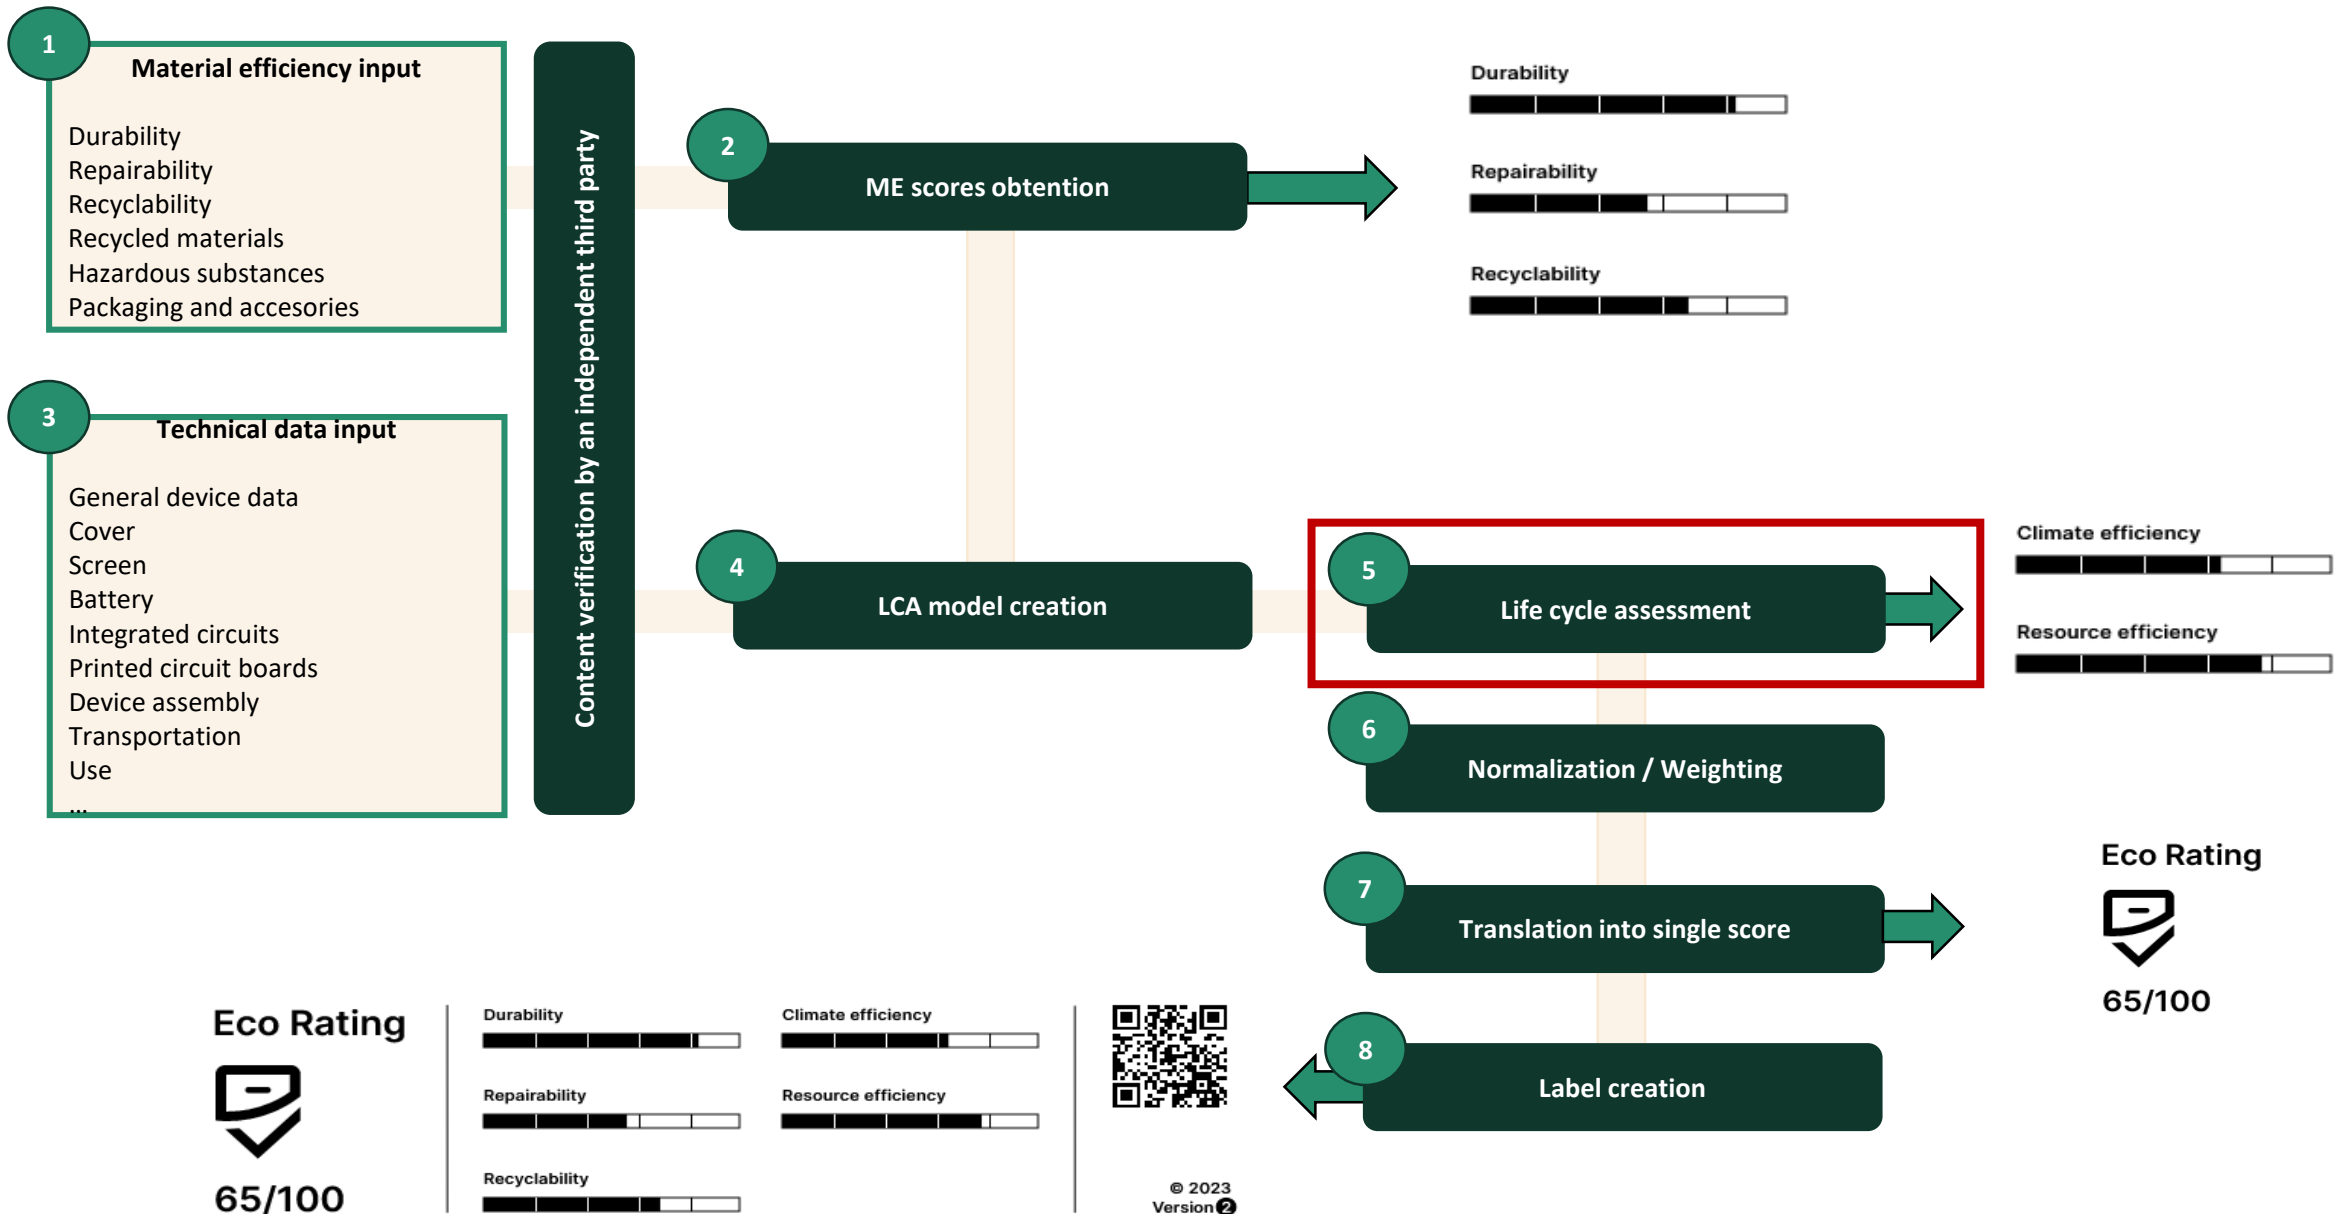 1
Material efficiency input
Durability
Repairability
Recyclability
Recycled materials
Hazardous substances
Packaging and accesories
3
Technical data input
General device data
Cover
Screen
Battery
Integrated circuits
Printed circuit boards
Device assembly
Transportation
Use
...
Content verification by an independent third party
2
ME scores obtention
Durability
Repairability
Recyclability
4
LCA model creation
5
Life cycle assessment
Climate efficiency
Resource efficiency
6
Normalization / Weighting
7
Translation into single score
Eco Rating
65/100
8
Label creation
Eco Rating
65/100
Durability
Repairability
Recyclability
Climate efficiency
Resource efficiency
© 2023
Version 2